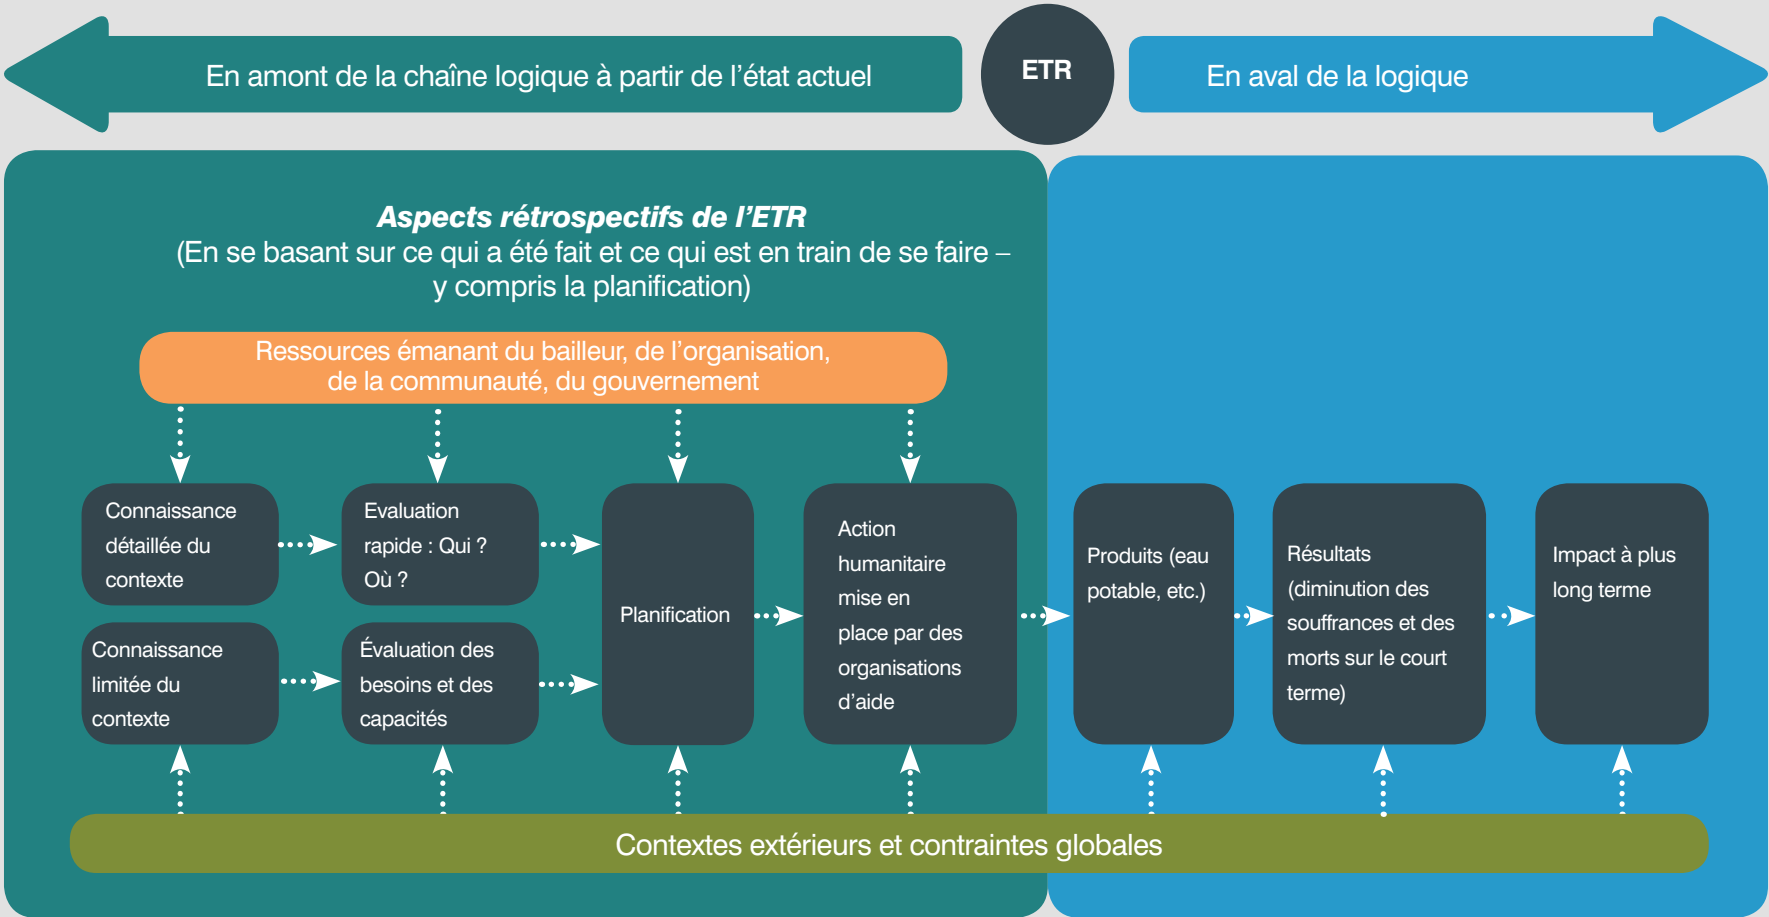 En amont de la chaîne logique à partir de l’état actuel
ETR
En aval de la logique
Aspects rétrospectifs de l’ETR
(En se basant sur ce qui a été fait et ce qui est en train de se faire –
y compris la planification)
Ressources émanant du bailleur, de l’organisation,
de la communauté, du gouvernement
Connaissance
détaillée du
contexte
Evaluation
rapide : Qui ?
Où ?
Connaissance
limitée du
contexte
Évaluation des
besoins et des
capacités
Planification
Action
humanitaire
mise en
place par des
organisations
d’aide
Produits (eau
potable, etc.)
Résultats
(diminution des
souffrances et des
morts sur le court
terme)
Impact à plus
long terme
Contextes extérieurs et contraintes globales